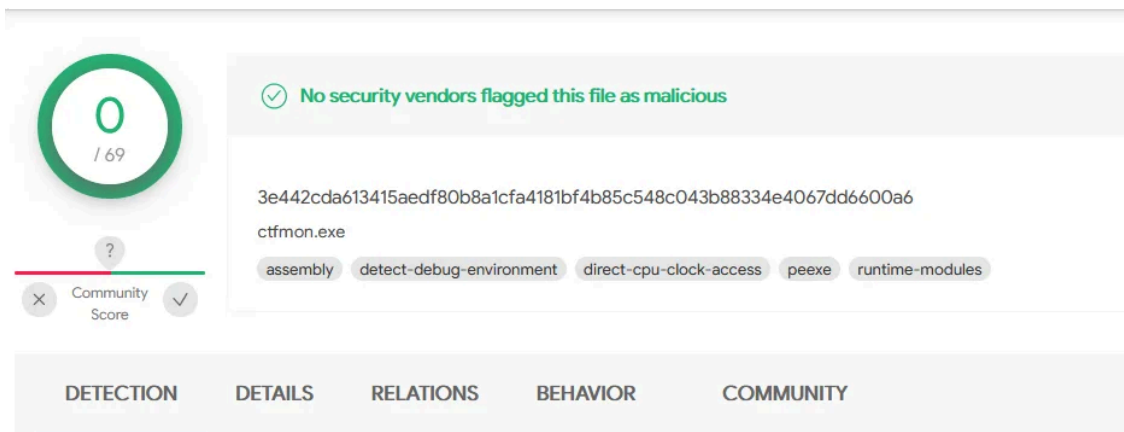 0
/ 69
No security vendors flagged this file as malicious
3e442cda613415aedf80b8a1cfa4181bf4b85c548c043b88334e4067dd6600a6
ctfmon.exe
assembly detect-debug-environment direct-cpu-clock-access peexe runtime-modules
?
Community
Score
DETECTION DETAILS RELATIONS BEHAVIOR COMMUNITY